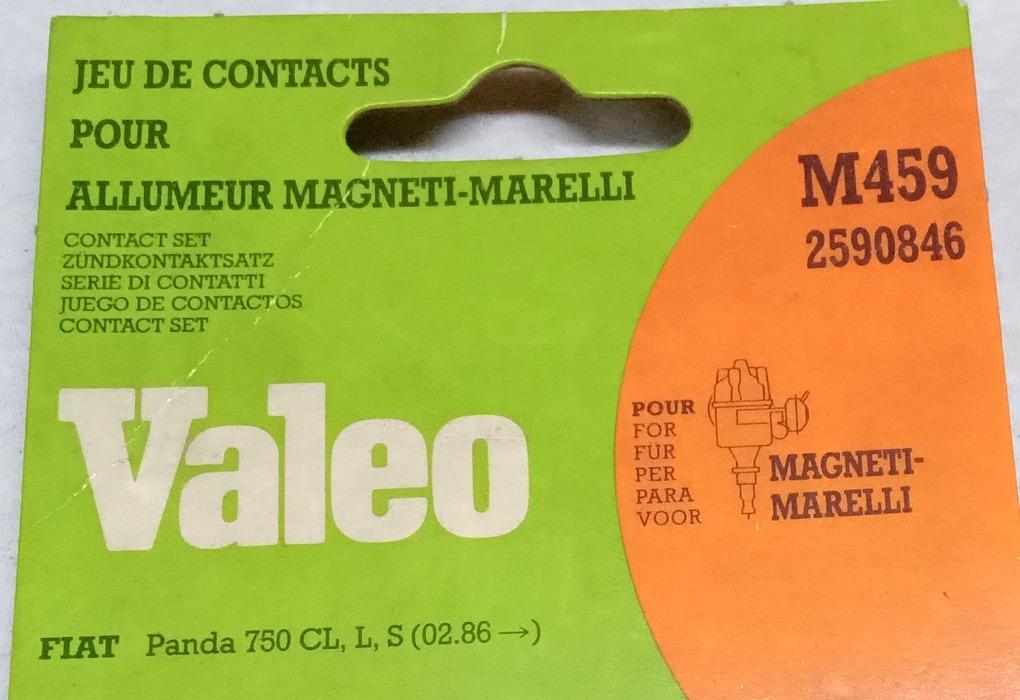 JEU DE CONTACTS
POUR
ALLUMEUR MAGNETI-MARELLI
CONTACT SET
ZÜNDKONTAKTSATZ
SERIE DI CONTATTI
JUEGO DE CONTACTOS
CONTACT SET
M459
2590846
Valeo
POUR
FOR
FÜR
PER
PARA
VOOR
MAGNETI-
MARELLI
FIAT Panda 750 CL, L, S (02.86 →)